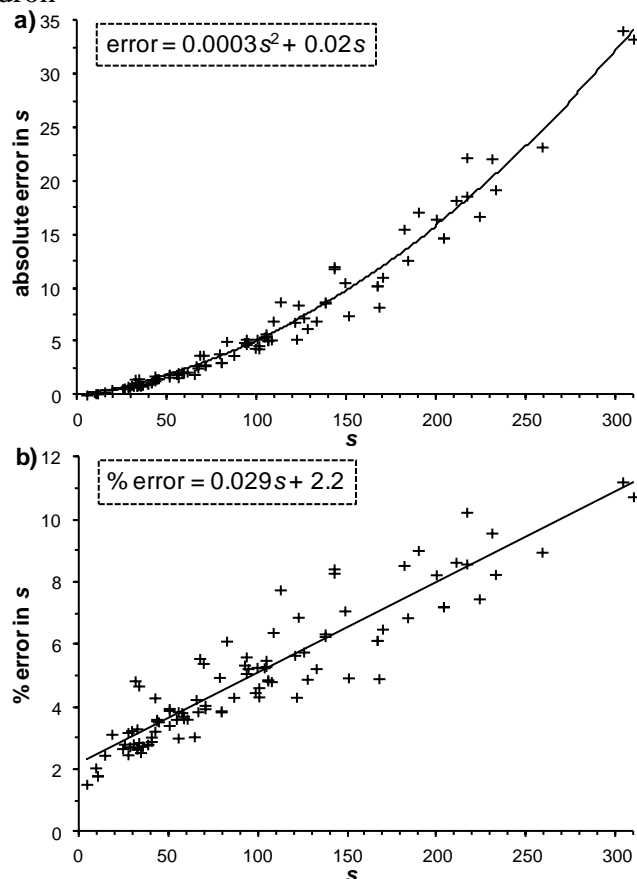 uron
a)
error = 0.0003s² + 0.02s
absolute error in s
35
30
25
20
15
10
5
0
0 50 100 150 200 250 300
s
b)
% error = 0.029s + 2.2
% error in s
12
10
8
6
4
2
0
0 50 100 150 200 250 300
s